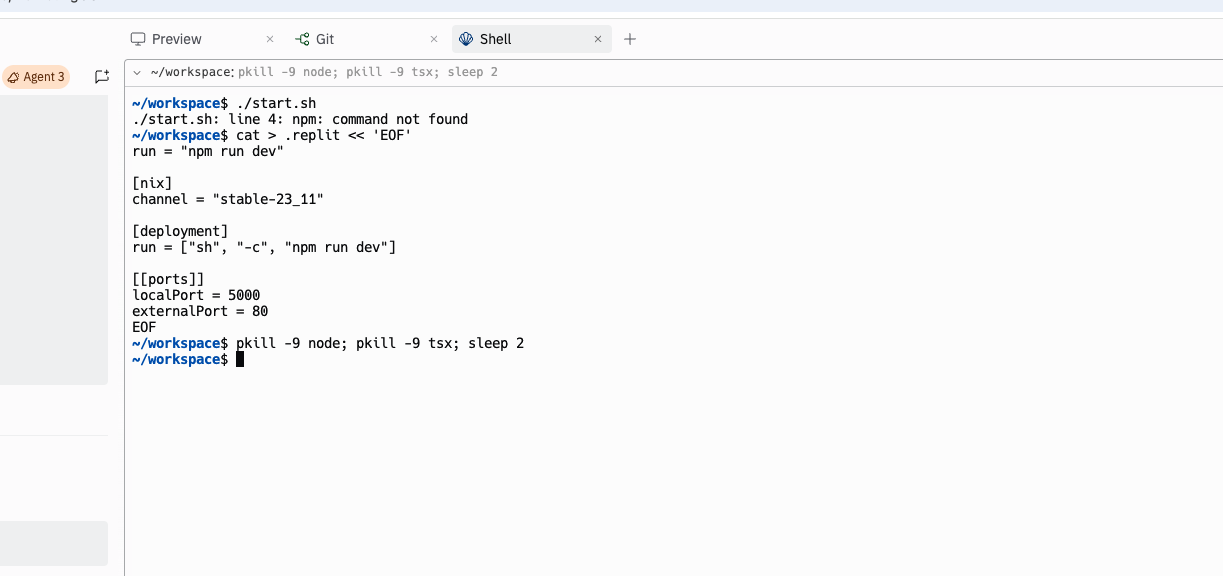 Preview
Git
Shell
Agent 3
~/workspace: pkill -9 node; pkill -9 tsx; sleep 2
~/workspace$ ./start.sh
./start.sh: line 4: npm: command not found
~/workspace$ cat > .replit << 'EOF'
run = "npm run dev"
[nix]
channel = "stable-23_11"
[deployment]
run = ["sh", "-c", "npm run dev"]
[[ports]]
localPort = 5000
externalPort = 80
EOF
~/workspace$ pkill -9 node; pkill -9 tsx; sleep 2
~/workspace$